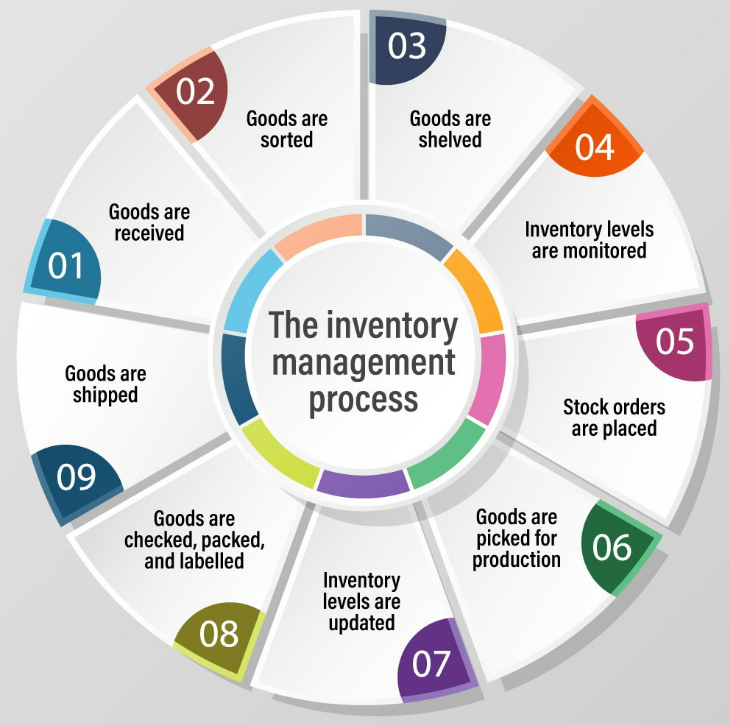 The inventory
management
process
01
Goods are
received
02
Goods are
sorted
03
Goods are
shelved
04
Inventory levels
are monitored
05
Stock orders
are placed
06
Goods are
picked for
production
07
Inventory
levels are
updated
08
Goods are
checked, packed,
and labelled
09
Goods are
shipped